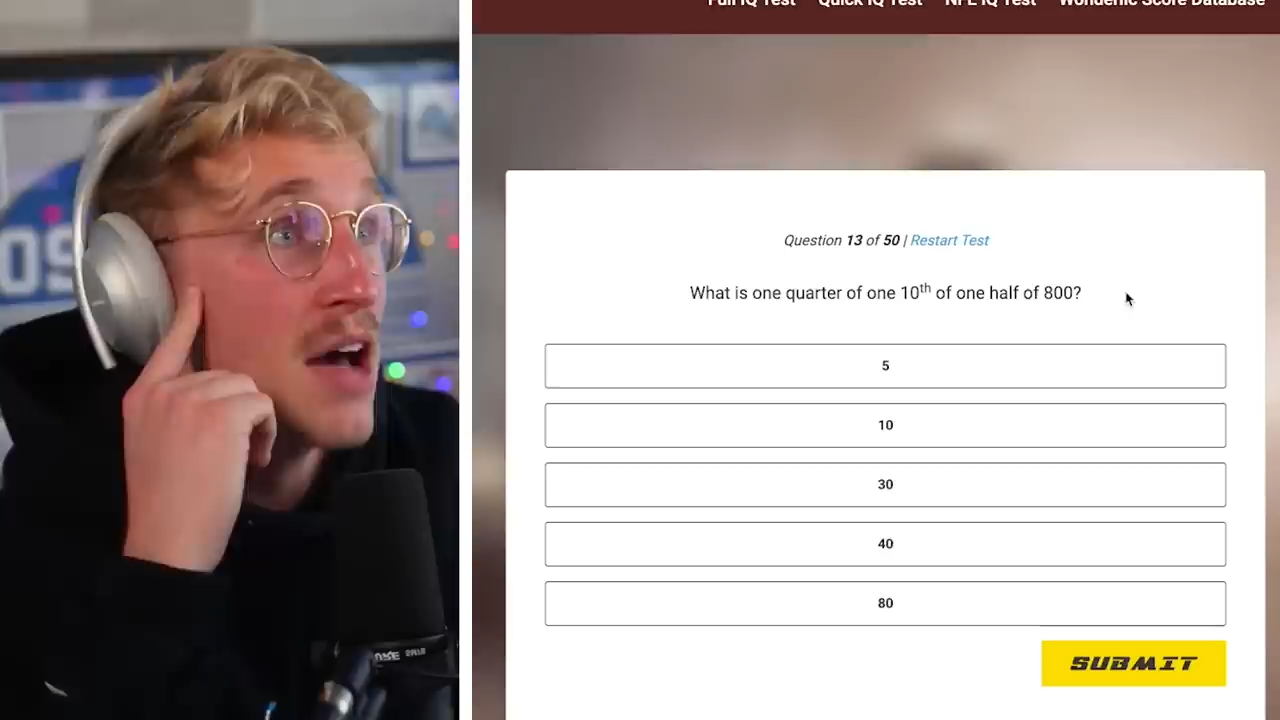 Full IQ Test Quick IQ Test NFL IQ Test Wonderlic Score Database
OS
Question 13 of 50 | Restart Test
What is one quarter of one 10th of one half of 800?
5
10
30
40
80
SUBMIT